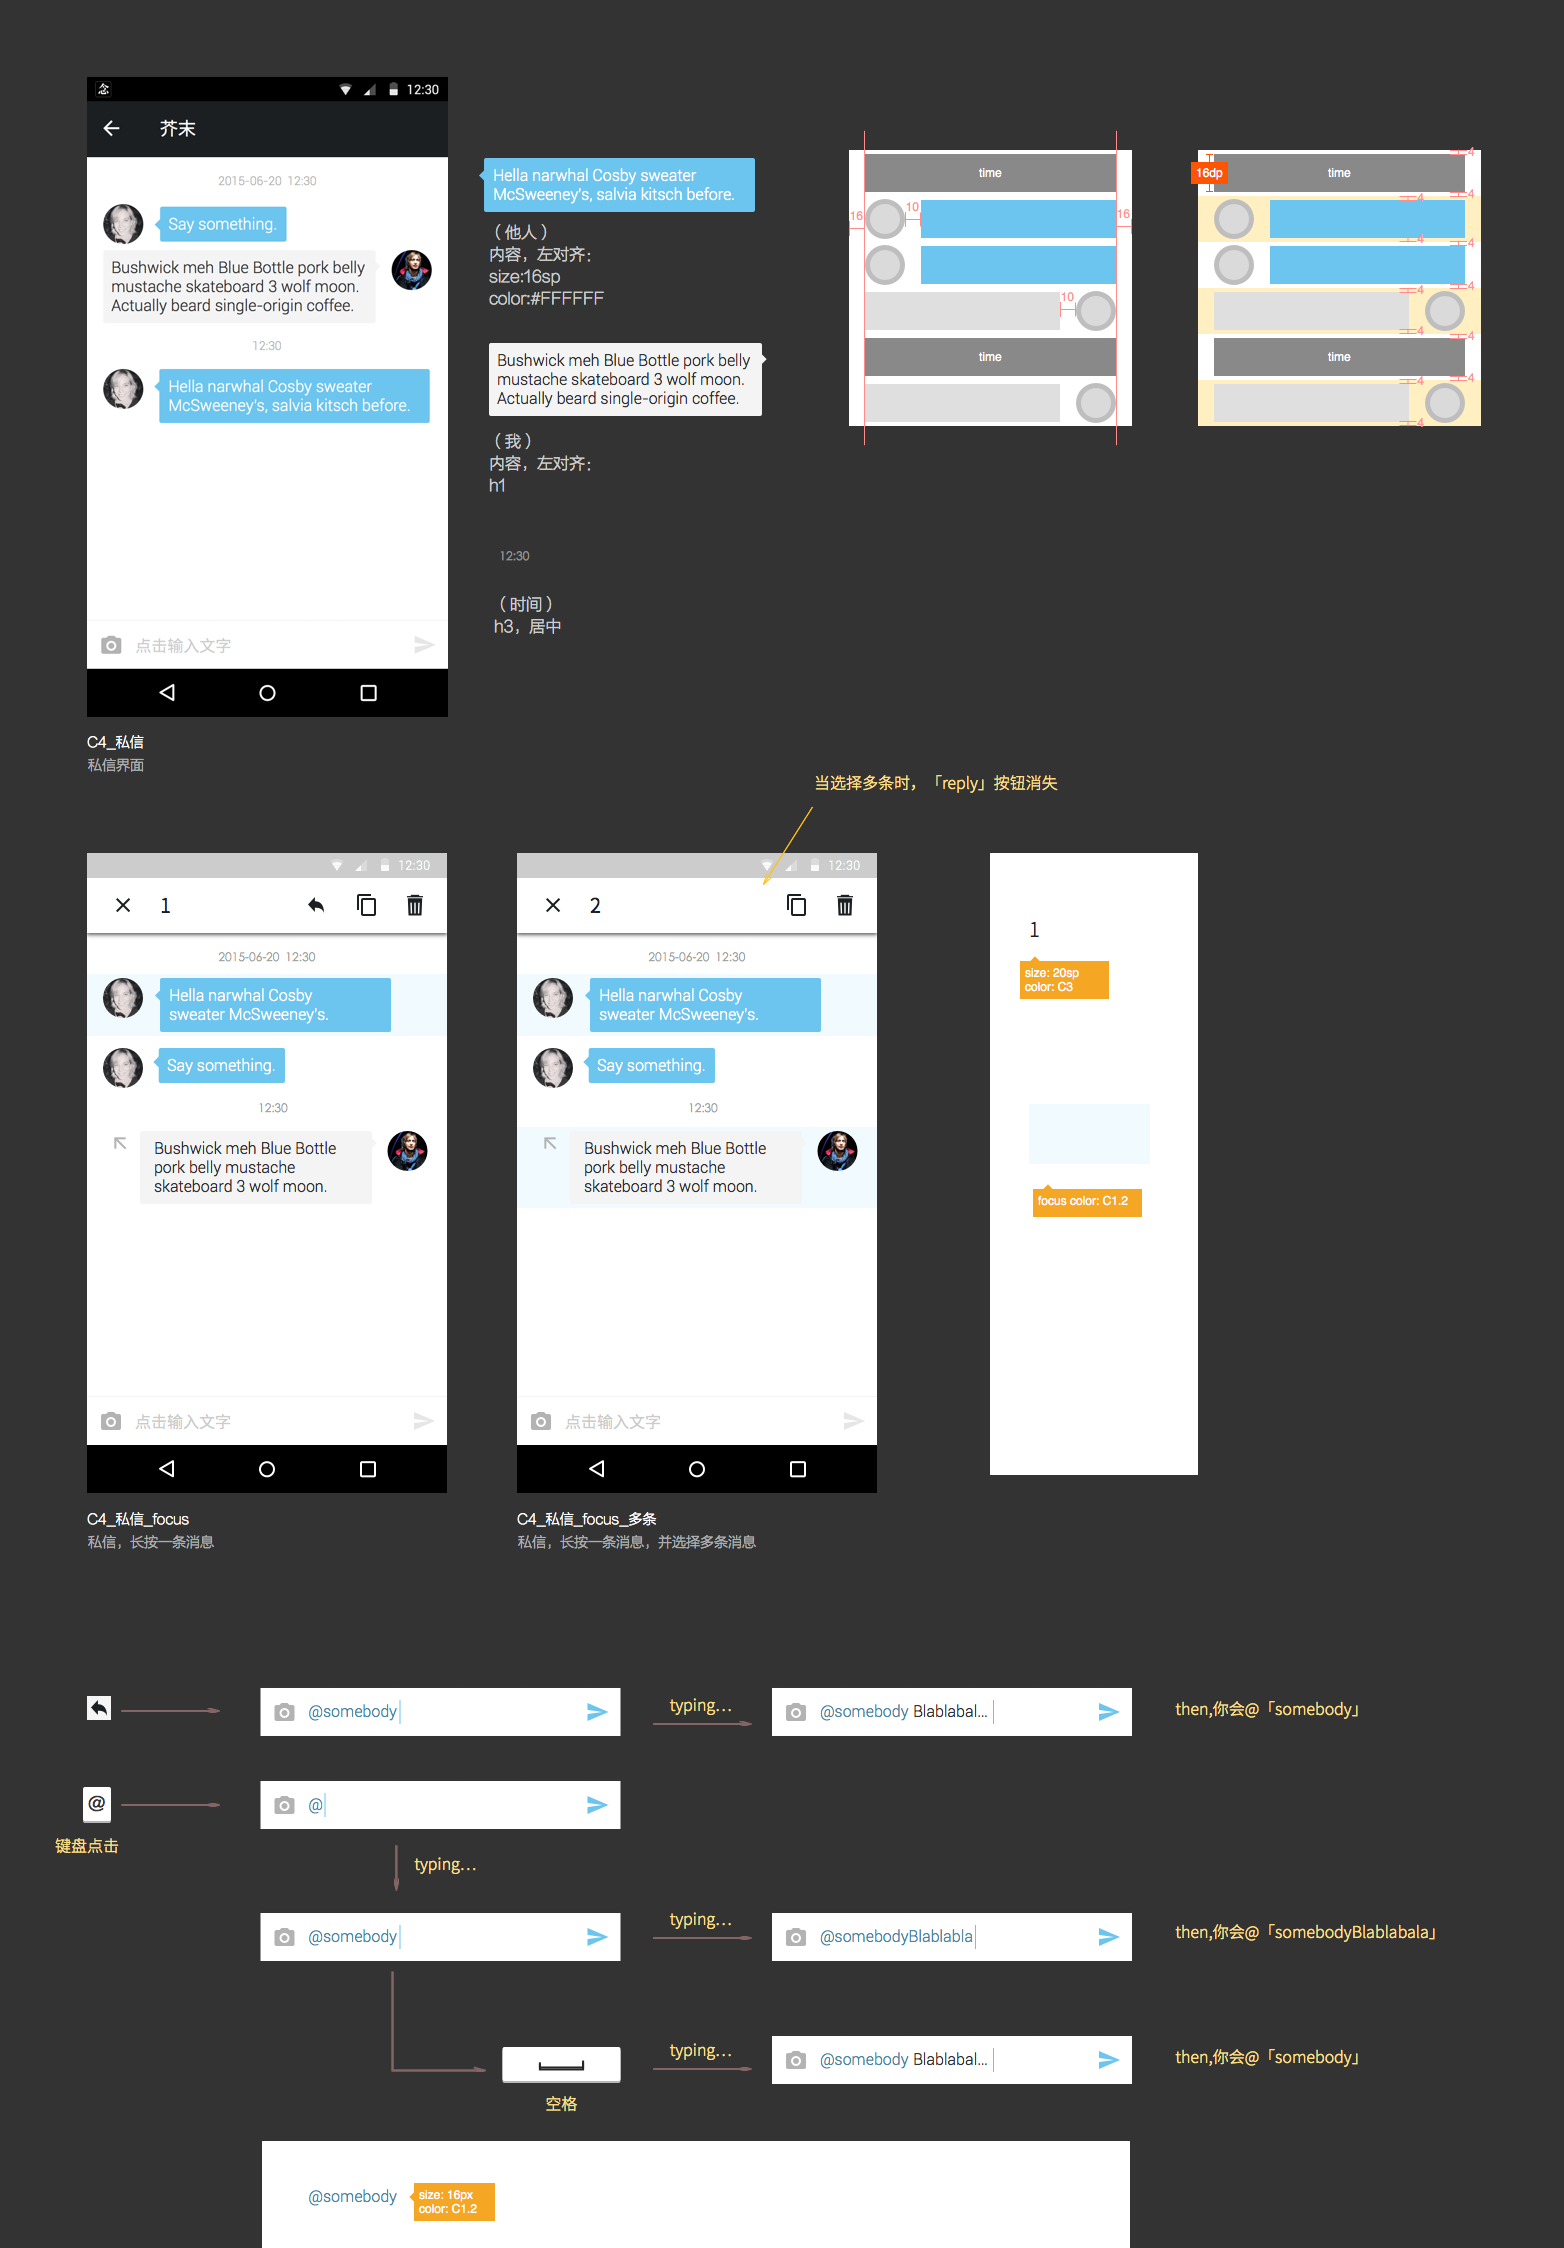 念
12:30
芥末
2015-06-20 12:30
Say something.
Bushwick meh Blue Bottle pork belly
mustache skateboard 3 wolf moon.
Actually beard single-origin coffee.
12:30
Hella narwhal Cosby sweater
McSweeney's, salvia kitsch before.
点击输入文字
C4_私信
私信界面
Hella narwhal Cosby sweater
McSweeney's, salvia kitsch before.
（他人）
内容，左对齐：
size:16sp
color:#FFFFFF
Bushwick meh Blue Bottle pork belly
mustache skateboard 3 wolf moon.
Actually beard single-origin coffee.
（我）
内容，左对齐：
h1
12:30
（时间）
h3，居中
time
16
10
16
10
time
16dp
time
4
4
4
4
4
4
4
4
4
4
time
4
4
4
当选择多条时，「reply」按钮消失
12:30
1
2015-06-20 12:30
Hella narwhal Cosby
sweater McSweeney's.
Say something.
12:30
Bushwick meh Blue Bottle
pork belly mustache
skateboard 3 wolf moon.
点击输入文字
C4_私信_focus
私信，长按一条消息
12:30
2
2015-06-20 12:30
Hella narwhal Cosby
sweater McSweeney's.
Say something.
12:30
Bushwick meh Blue Bottle
pork belly mustache
skateboard 3 wolf moon.
点击输入文字
C4_私信_focus_多条
私信，长按一条消息，并选择多条消息
1
size: 20sp
color: C3
focus color: C1.2
@somebody
typing...
@somebody Blablabal...
then,你会@「somebody」
@
键盘点击
@
typing...
@somebody
typing...
@somebodyBlablabla
then,你会@「somebodyBlablabala」
空格
typing...
@somebody Blablabal...
then,你会@「somebody」
@somebody
size: 16px
color: C1.2